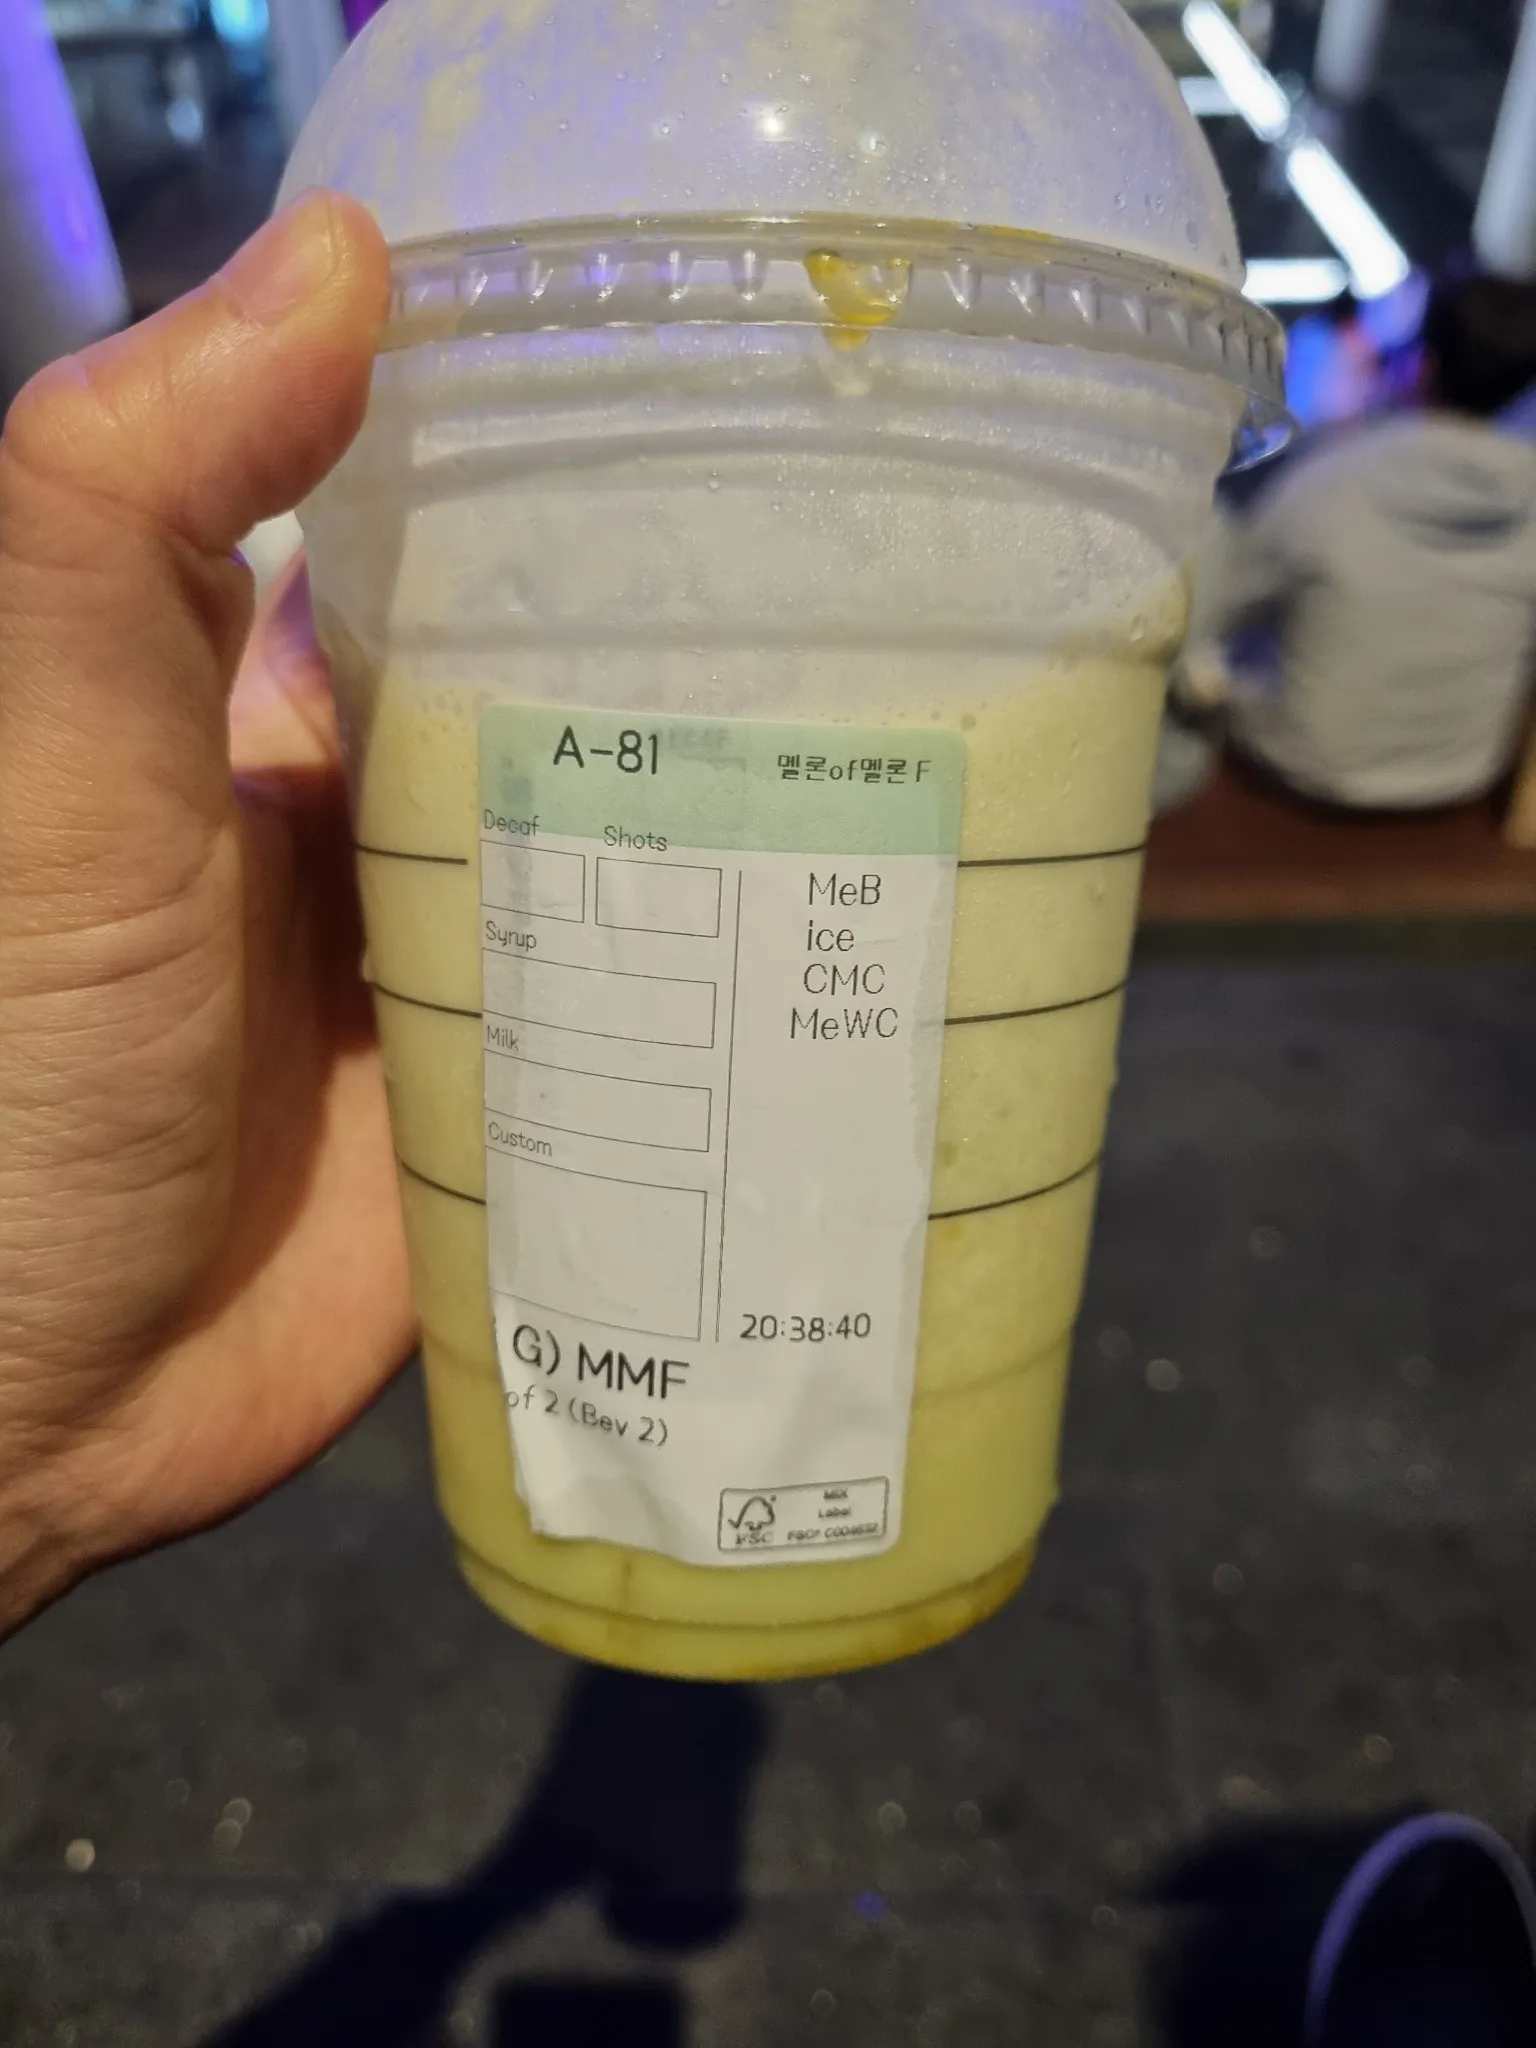 A-81
멜론of멜론 F
Decaf
Shots
MeB
ice
CMC
MeWC
Syrup
Milk
Custom
20:38:40
G) MMF
of 2 (Bev 2)
FSC
MIX
Label